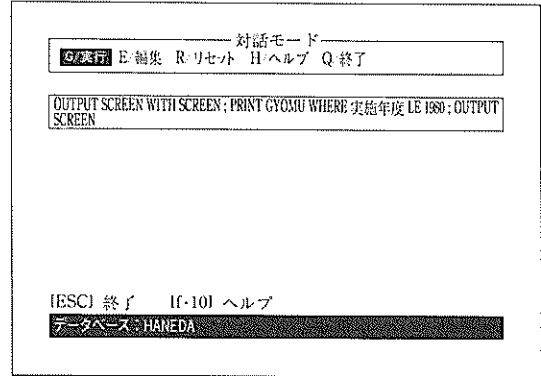 対話モード
G/実行 E/編集 R/リセット H/ヘルプ Q/終了
OUTPUT SCREEN WITH SCREEN ; PRINT GYOMU WHERE 実施年度 LE 1980 ; OUTPUT
SCREEN
[ESC] 終了 [f・10] ヘルプ
データベース : HANEDA